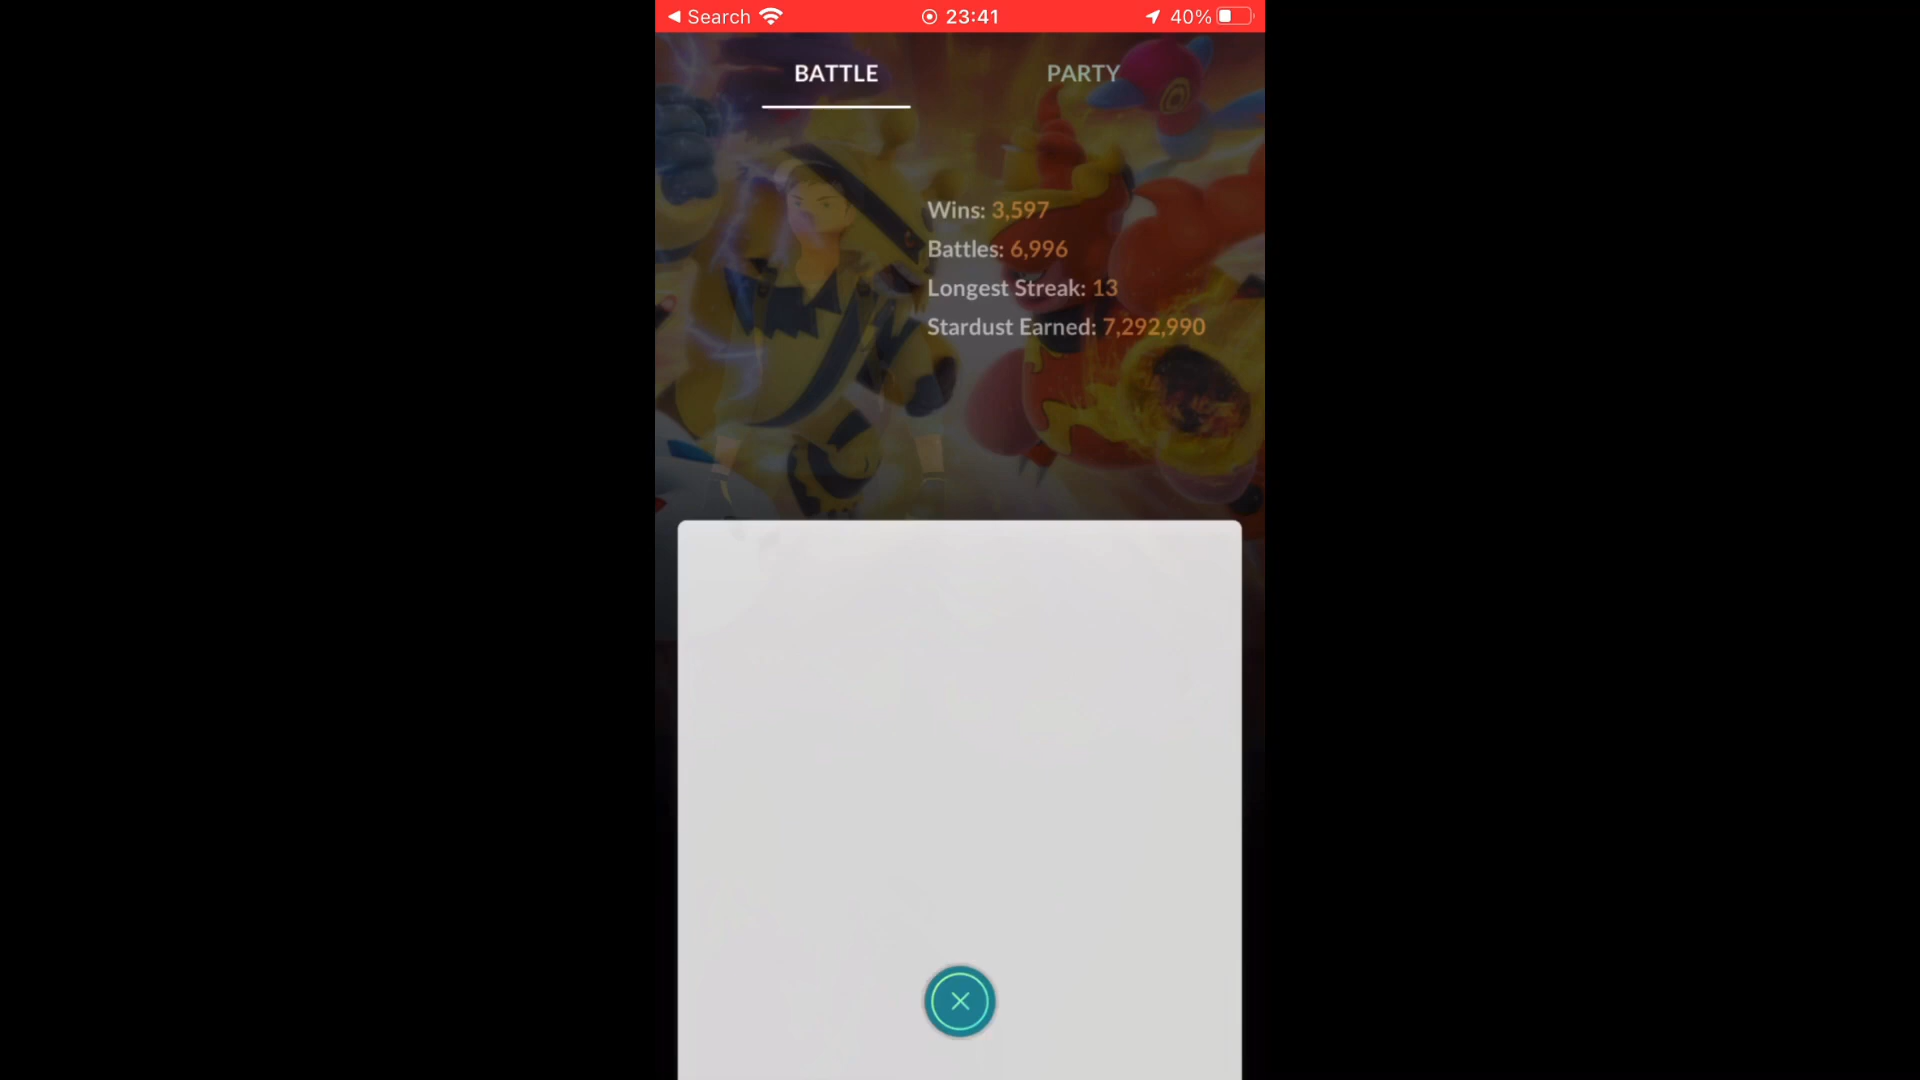 Search 23:41 40%
BATTLE PARTY
Wins: 3,597
Battles: 6,996
Longest Streak: 13
Stardust Earned: 7,292,990